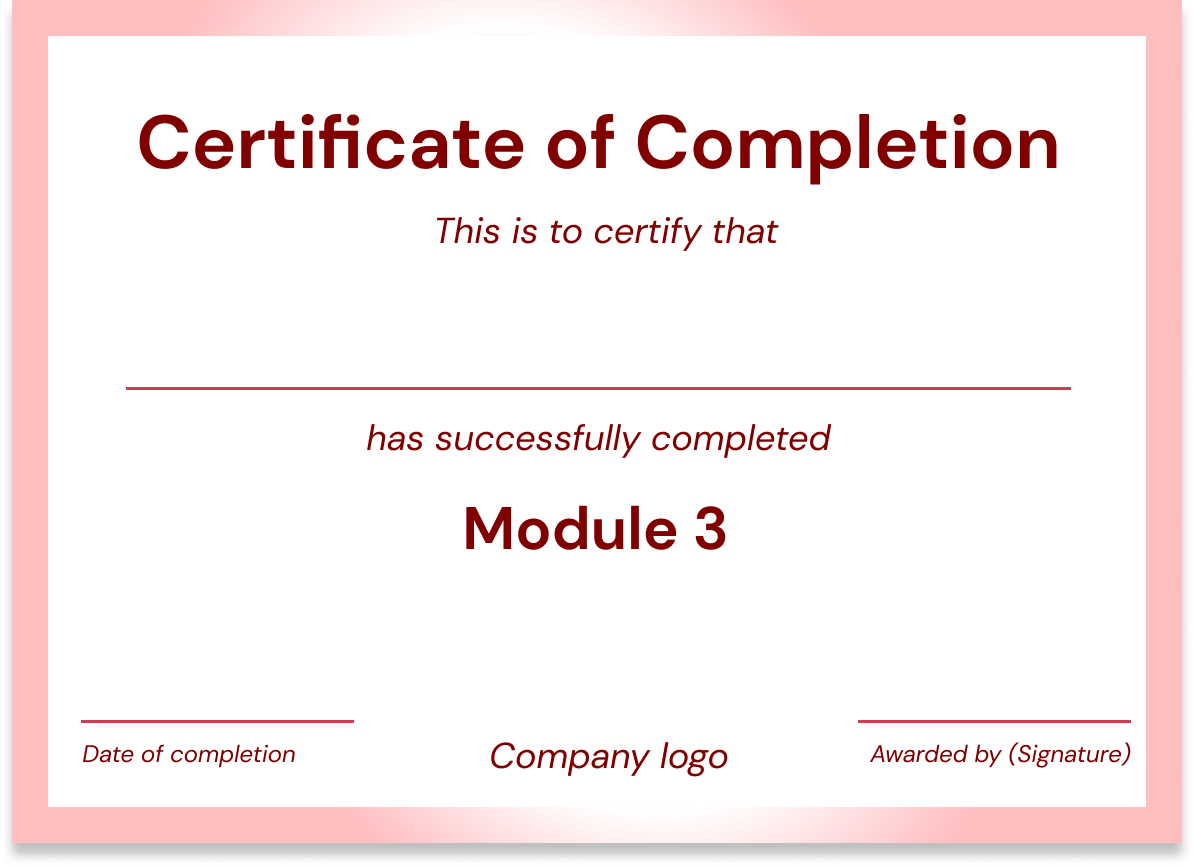 Certificate of Completion
This is to certify that
has successfully completed
Module 3
Date of completion
Company logo
Awarded by (Signature)